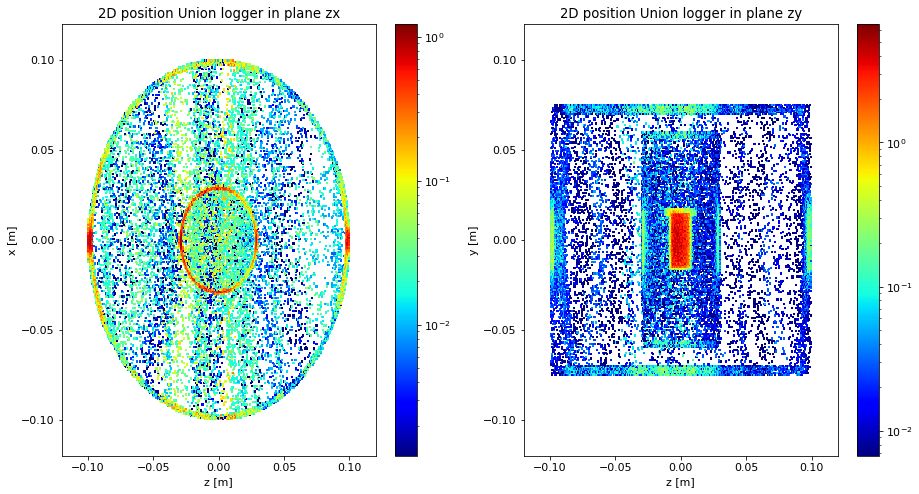 2D position Union logger in plane zx
0.10
0.05
0.00
−0.05
−0.10
x [m]
−0.10 −0.05 0.00 0.05 0.10
z [m]
10⁰
10⁻¹
10⁻²
2D position Union logger in plane zy
0.10
0.05
0.00
−0.05
−0.10
y [m]
−0.10 −0.05 0.00 0.05 0.10
z [m]
10⁰
10⁻¹
10⁻²